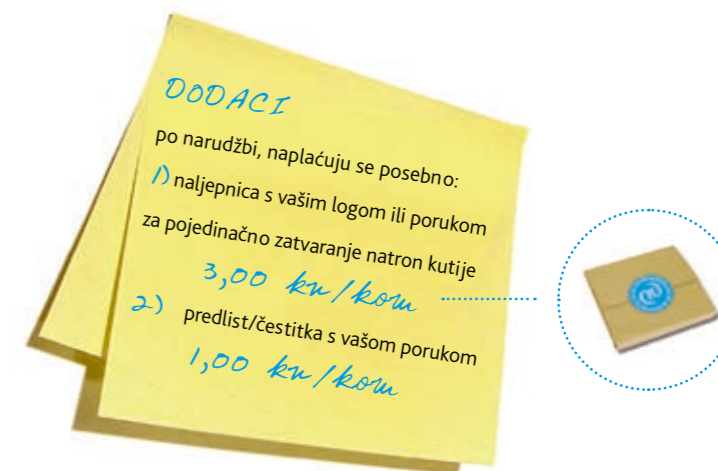 DODACI
po narudžbi, naplaćuju se posebno:
1) naljepnica s vašim logom ili porukom
za pojedinačno zatvaranje natron kutije
3,00 kn/kom
2) predlist/čestitka s vašom porukom
1,00 kn/kom